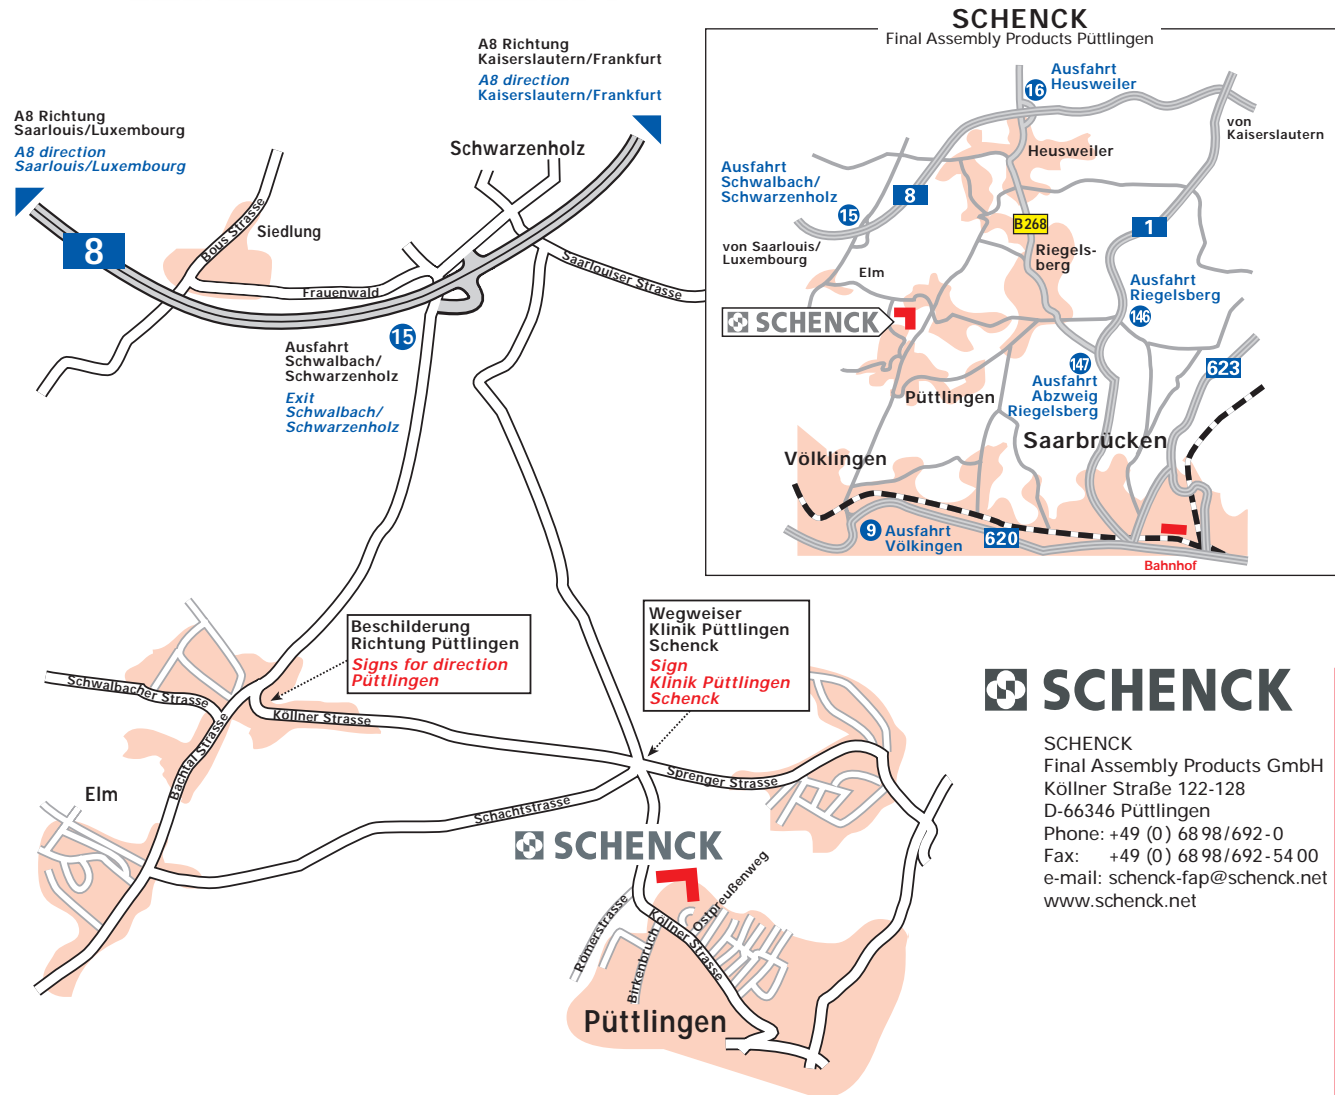 SCHENCK
Final Assembly Products Püttlingen
A8 Richtung
Kaiserslautern/Frankfurt
A8 direction
Kaiserslautern/Frankfurt
A8 Richtung
Saarlouis/Luxembourg
A8 direction
Saarlouis/Luxembourg
8
Schwarzenholz
Bous Strasse
Siedlung
Frauenwald
Saarlouiser Strasse
15
Ausfahrt
Schwalbach/
Schwarzenholz
Exit
Schwalbach/
Schwarzenholz
Ausfahrt
Heusweiler
16
von
Kaiserslautern
Heusweiler
Ausfahrt
Schwalbach/
Schwarzenholz
15
8
B268
1
von Saarlouis/
Luxembourg
Riegels-
berg
Elm
Ausfahrt
Riegelsberg
146
SCHENCK
147
Ausfahrt
Abzweig
Riegelsberg
623
Püttlingen
Saarbrücken
Völklingen
9
Ausfahrt
Völkingen
620
Bahnhof
Beschilderung
Richtung Püttlingen
Signs for direction
Püttlingen
Wegweiser
Klinik Püttlingen
Schenck
Sign
Klinik Püttlingen
Schenck
Schwalbacher Strasse
Köllner Strasse
Bachtal Strasse
Elm
Sprenger Strasse
Schachtstrasse
SCHENCK
Ostpreußenweg
Römerstrasse
Birkenbruch
Köllner Strasse
Püttlingen
SCHENCK
SCHENCK
Final Assembly Products GmbH
Köllner Straße 122-128
D-66346 Püttlingen
Phone: +49 (0) 68 98/692-0
Fax: +49 (0) 68 98/692-54 00
e-mail: schenck-fap@schenck.net
www.schenck.net